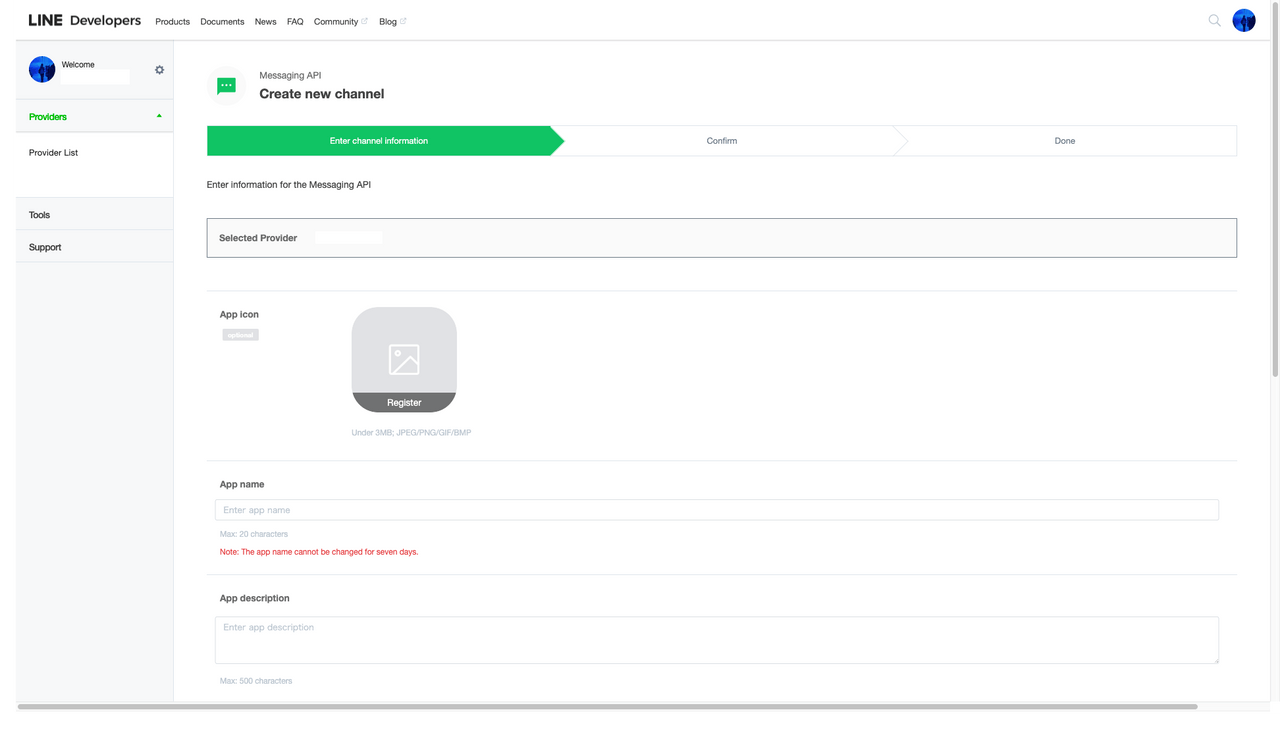 LINE Developers Products Documents News FAQ Community Blog
Welcome
Providers
Provider List
Tools
Support
Messaging API
Create new channel
Enter channel information Confirm Done
Enter information for the Messaging API
Selected Provider
App icon
optional
Register
Under 3MB; JPEG/PNG/GIF/BMP
App name
Enter app name
Max: 20 characters
Note: The app name cannot be changed for seven days.
App description
Enter app description
Max: 500 characters